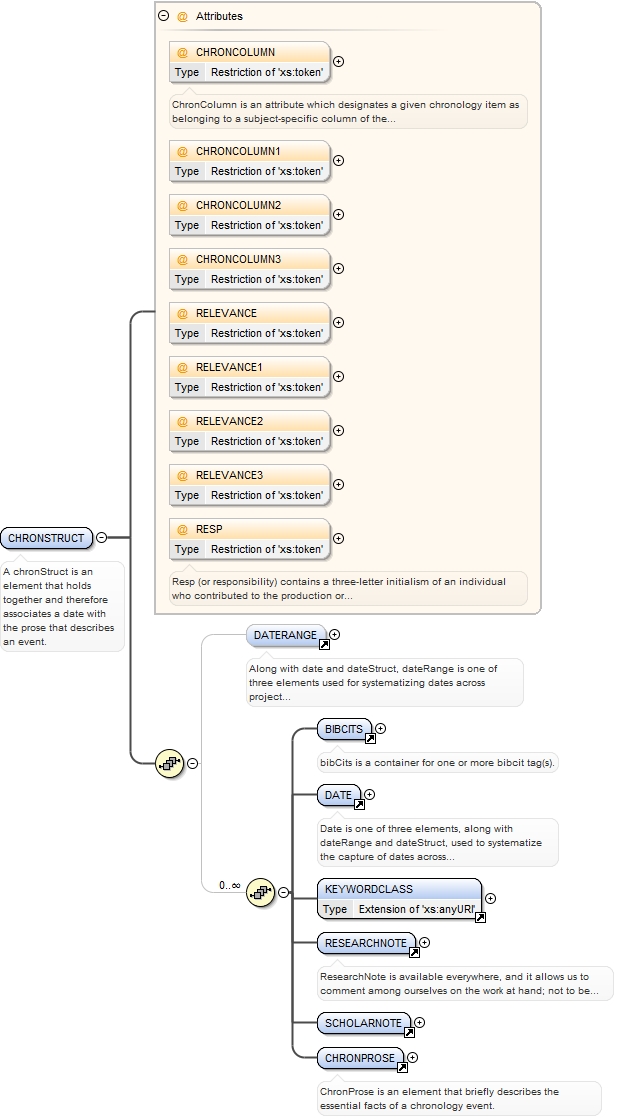 @ Attributes
@ CHRONCOLUMN
Type Restriction of 'xs:token'
ChronColumn is an attribute which designates a given chronology item as
belonging to a subject-specific column of the...
@ CHRONCOLUMN1
Type Restriction of 'xs:token'
@ CHRONCOLUMN2
Type Restriction of 'xs:token'
@ CHRONCOLUMN3
Type Restriction of 'xs:token'
@ RELEVANCE
Type Restriction of 'xs:token'
@ RELEVANCE1
Type Restriction of 'xs:token'
@ RELEVANCE2
Type Restriction of 'xs:token'
@ RELEVANCE3
Type Restriction of 'xs:token'
@ RESP
Type Restriction of 'xs:token'
Resp (or responsibility) contains a three-letter initialism of an individual
who contributed to the production or...
CHRONSTRUCT
A chronStruct is an
element that holds
together and therefore
associates a date with
the prose that describes
an event.
DATERANGE
Along with date and dateStruct, dateRange is one of
three elements used for systematizing dates across
project...
BIBCITS
bibCits is a container for one or more bibcit tag(s).
DATE
Date is one of three elements, along with
dateRange and dateStruct, used to systematize
the capture of dates across...
0..∞
KEYWORDCLASS
Type Extension of 'xs:anyURI'
RESEARCHNOTE
ResearchNote is available everywhere, and it allows us to
comment among ourselves on the work at hand; not to be...
SCHOLARNOTE
CHRONPROSE
ChronProse is an element that briefly describes the
essential facts of a chronology event.